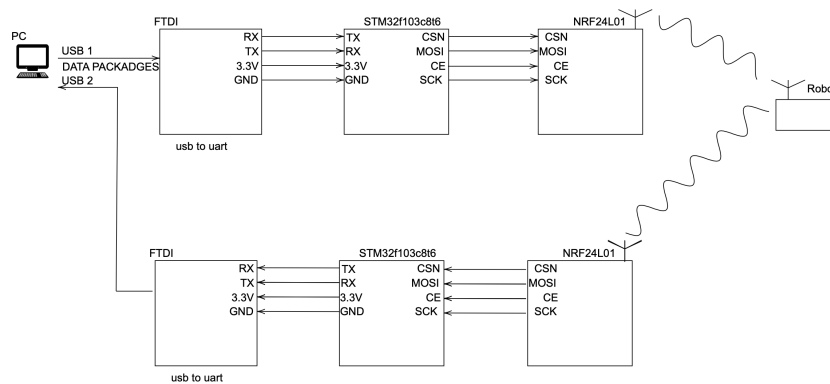 FTDI
STM32f103c8t6
NRF24L01
PC
USB 1
DATA PACKADGES
USB 2
RX
TX
3.3V
GND
TX
RX
3.3V
GND
CSN
MOSI
CE
SCK
CSN
MOSI
CE
SCK
usb to uart
Robo
FTDI
STM32f103c8t6
NRF24L01
RX
TX
3.3V
GND
TX
RX
3.3V
GND
CSN
MOSI
CE
SCK
CSN
MOSI
CE
SCK
usb to uart